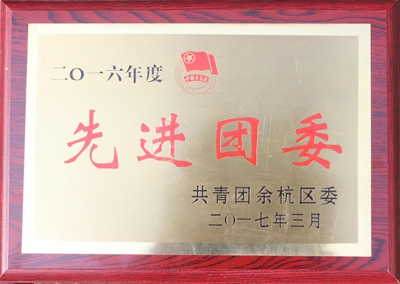 二〇一六年度
先进团委
共青团余杭区委
二〇一七年三月